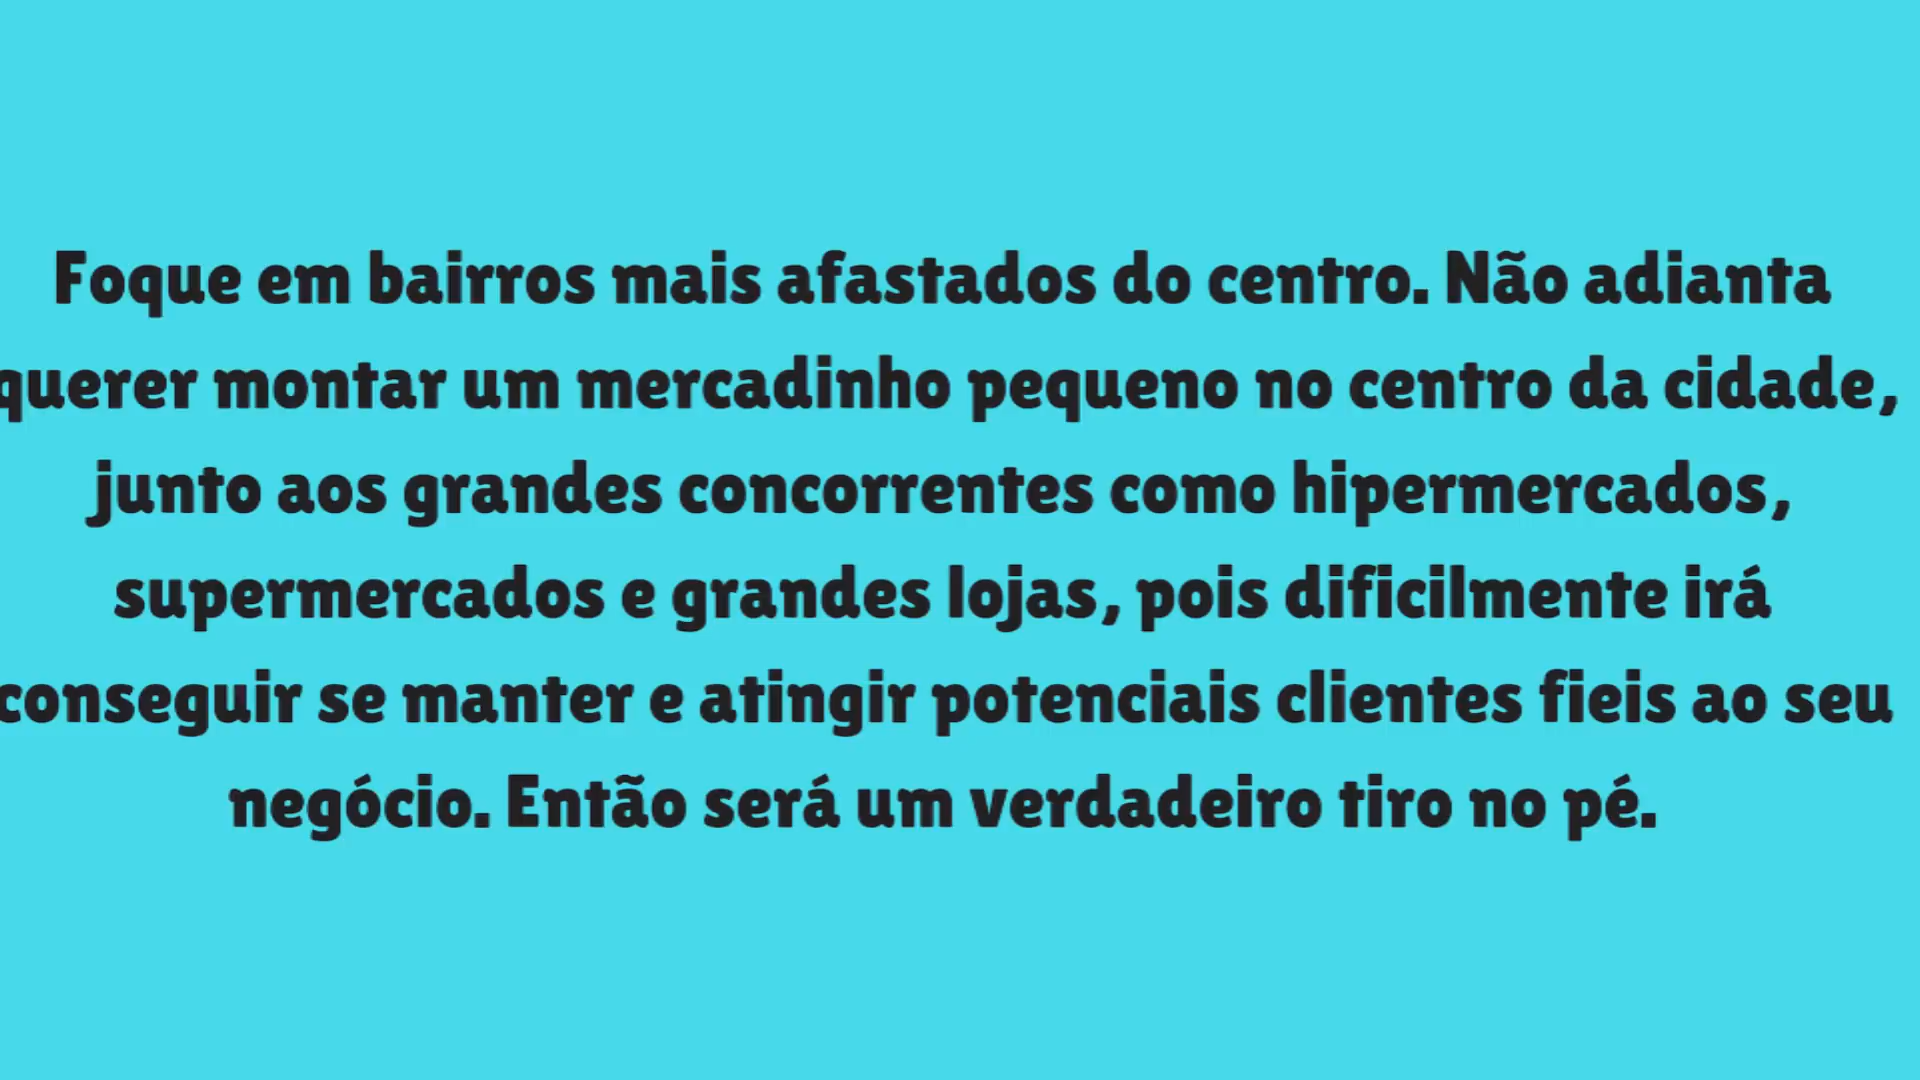 Foque em bairros mais afastados do centro. Não adianta
querer montar um mercadinho pequeno no centro da cidade,
junto aos grandes concorrentes como hipermercados,
supermercados e grandes lojas, pois dificilmente irá
conseguir se manter e atingir potenciais clientes fieis ao seu
negócio. Então será um verdadeiro tiro no pé.